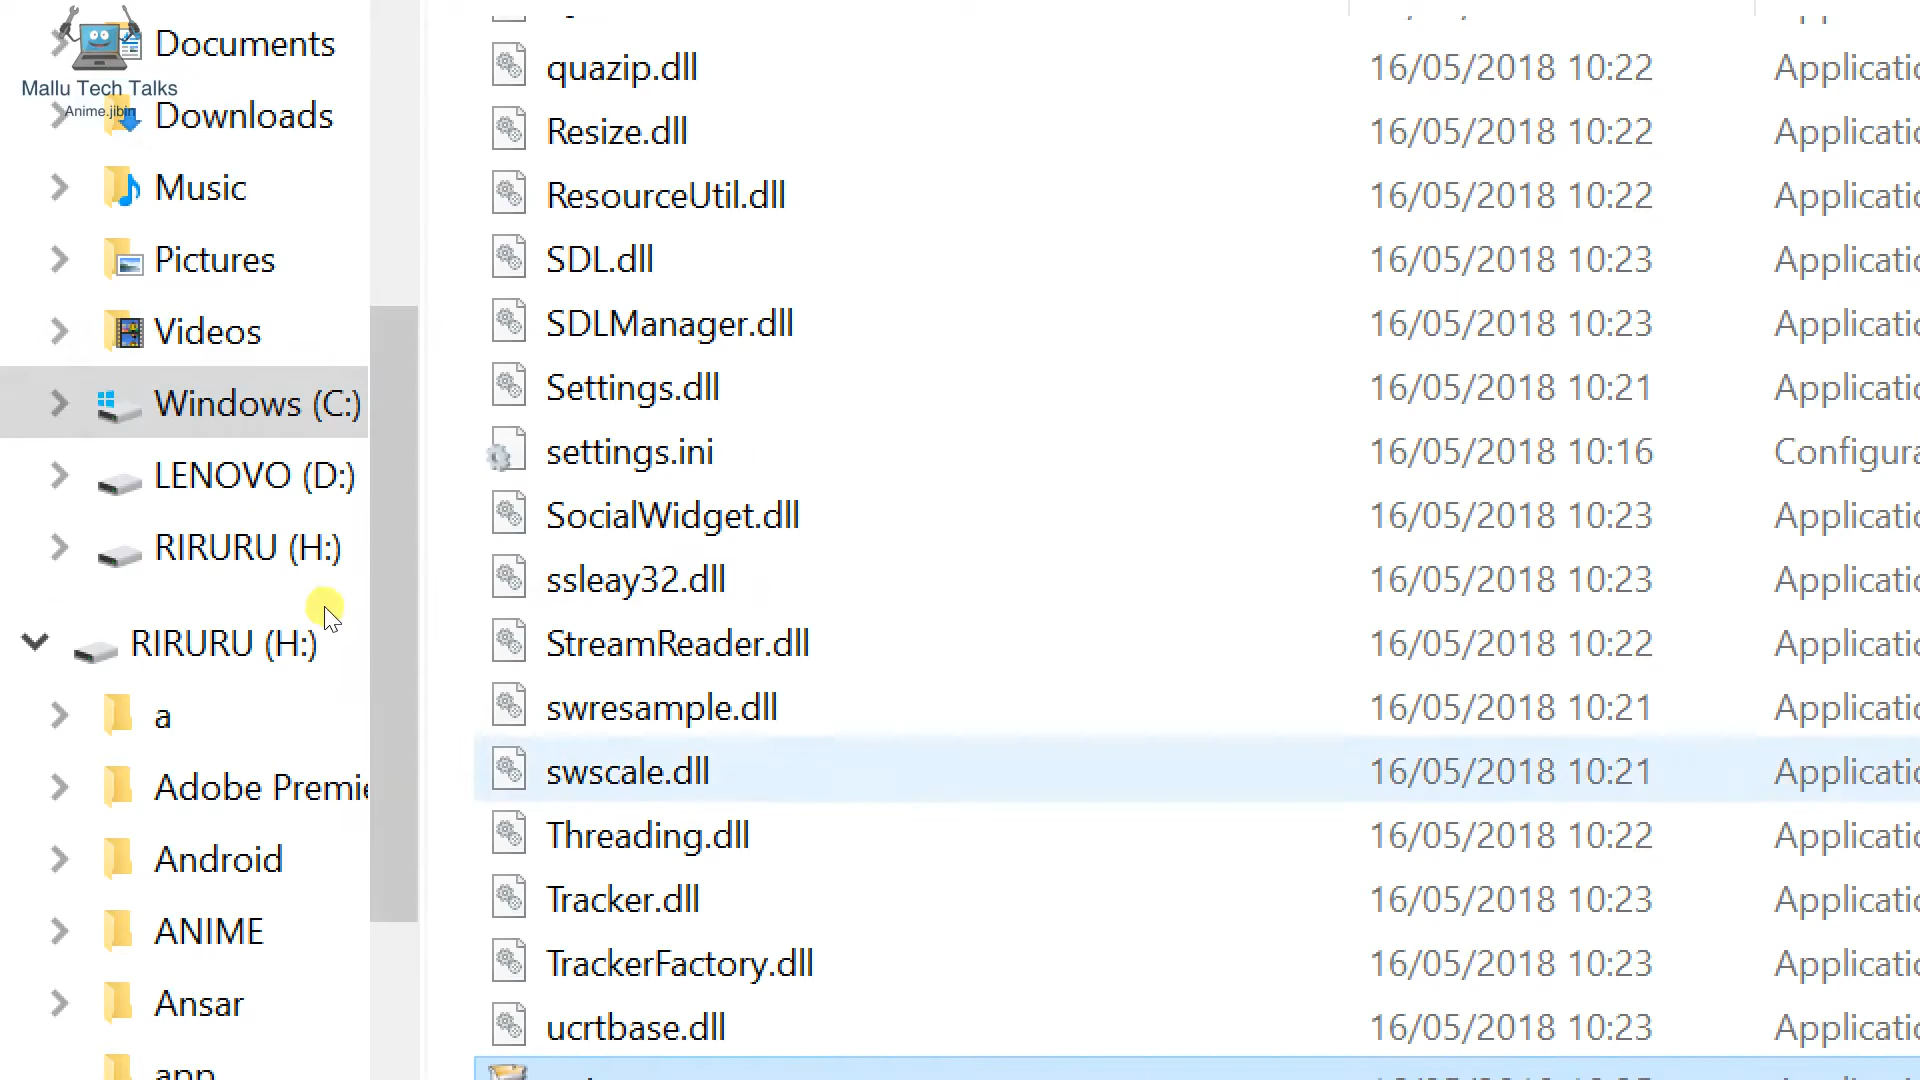 Documents
Mallu Tech Talks
Anime.jibin
Downloads
Music
Pictures
Videos
Windows (C:)
LENOVO (D:)
RIRURU (H:)
RIRURU (H:)
a
Adobe Premie
Android
ANIME
Ansar
app
quazip.dll 16/05/2018 10:22 Applicatio
Resize.dll 16/05/2018 10:22 Applicatio
ResourceUtil.dll 16/05/2018 10:22 Applicatio
SDL.dll 16/05/2018 10:23 Applicatio
SDLManager.dll 16/05/2018 10:23 Applicatio
Settings.dll 16/05/2018 10:21 Applicatio
settings.ini 16/05/2018 10:16 Configura
SocialWidget.dll 16/05/2018 10:23 Applicatio
ssleay32.dll 16/05/2018 10:23 Applicatio
StreamReader.dll 16/05/2018 10:22 Applicatio
swresample.dll 16/05/2018 10:21 Applicatio
swscale.dll 16/05/2018 10:21 Applicatio
Threading.dll 16/05/2018 10:22 Applicatio
Tracker.dll 16/05/2018 10:23 Applicatio
TrackerFactory.dll 16/05/2018 10:23 Applicatio
ucrtbase.dll 16/05/2018 10:23 Applicatio